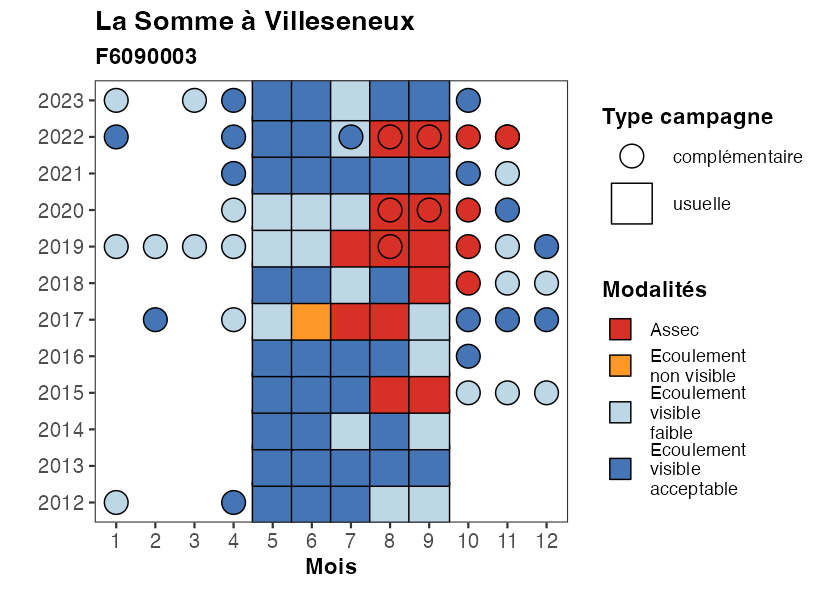 La Somme à Villeseneux
F6090003
2023
2022
2021
2020
2019
2018
2017
2016
2015
2014
2013
2012
1 2 3 4 5 6 7 8 9 10 11 12
Mois
Type campagne
complémentaire
usuelle
Modalités
Assec
Ecoulement
non visible
Ecoulement
visible
faible
Ecoulement
visible
acceptable